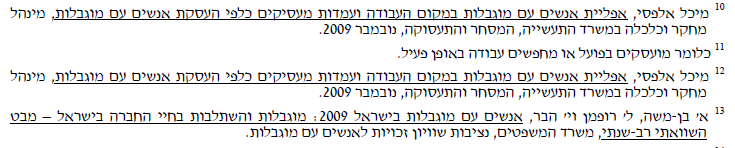 10 מיכל אלפסי, אפליית אנשים עם מוגבלות במקום העבודה ועמדות מעסיקים כלפי העסקת אנשים עם מוגבלות, מינהל
מחקר וכלכלה במשרד התעשייה, המסחר והתעסוקה, נובמבר 2009.
11 כלומר מועסקים בפועל או מחפשים עבודה באופן פעיל.
12 מיכל אלפסי, אפליית אנשים עם מוגבלות במקום העבודה ועמדות מעסיקים כלפי העסקת אנשים עם מוגבלות, מינהל
מחקר וכלכלה במשרד התעשייה, המסחר והתעסוקה, נובמבר 2009.
13 א' בן-משה, ל' רופמן וי' הבר, אנשים עם מוגבלות בישראל 2009: מוגבלות והשתלבות בחיי החברה בישראל – מבט
השוואתי רב-שנתי, משרד המשפטים, נציבות שוויון זכויות לאנשים עם מוגבלות.